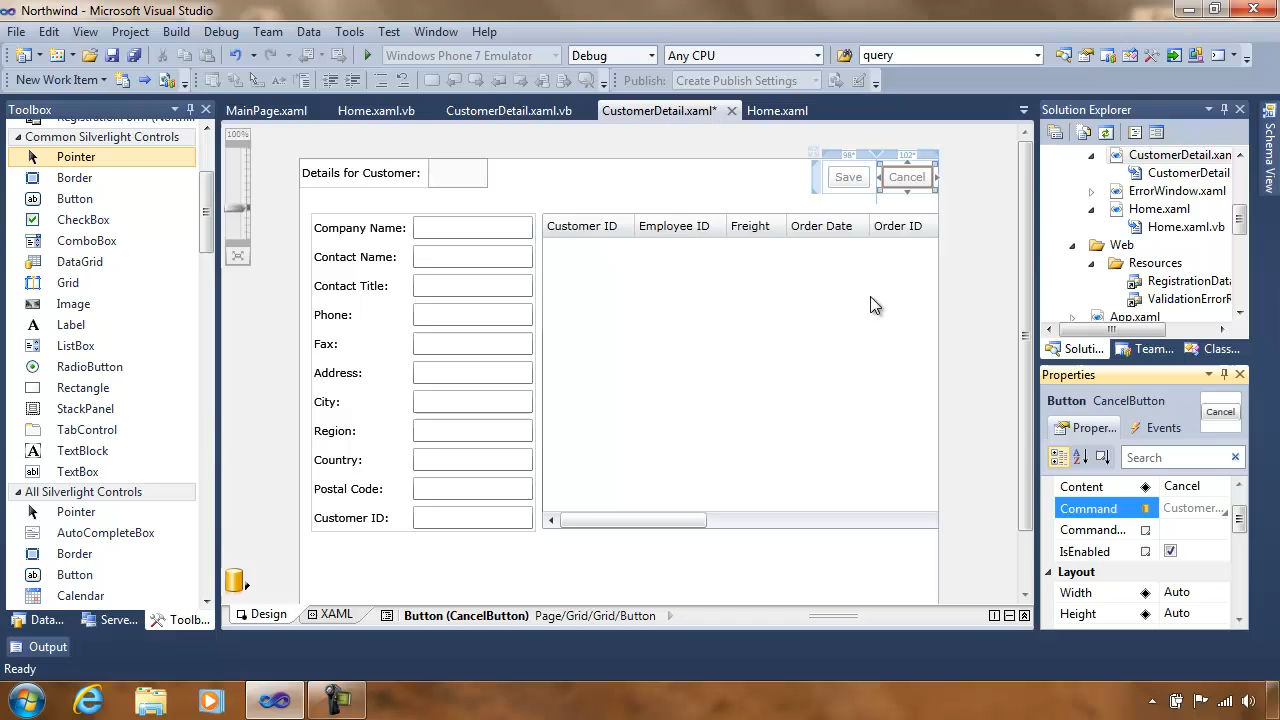 Northwind - Microsoft Visual Studio
File Edit View Project Build Debug Team Data Tools Test Window Help
Windows Phone 7 Emulator Debug Any CPU query
New Work Item Publish: Create Publish Settings
Toolbox
MainPage.xaml Home.xaml.vb CustomerDetail.xaml.vb CustomerDetail.xaml* Home.xaml
Common Silverlight Controls
Pointer
Border
Button
CheckBox
ComboBox
DataGrid
Grid
Image
Label
ListBox
RadioButton
Rectangle
StackPanel
TabControl
TextBlock
TextBox
All Silverlight Controls
Pointer
AutoCompleteBox
Border
Button
Calendar
Data... Serve... Toolb...
100%
98* 102*
Details for Customer: Save Cancel
Company Name:
Contact Name:
Contact Title:
Phone:
Fax:
Address:
City:
Region:
Country:
Postal Code:
Customer ID:
Customer ID Employee ID Freight Order Date Order ID
Design XAML Button (CancelButton) Page/Grid/Grid/Button
Solution Explorer
CustomerDetail.xan
CustomerDeta
ErrorWindow.xaml
Home.xaml
Home.xaml.vb
Web
Resources
RegistrationDat
ValidationErrorR
App.xaml
Soluti... Team... Class...
Properties
Button CancelButton
Cancel
Proper... Events
Search
Content Cancel
Command Customer...
Command...
IsEnabled
Layout
Width Auto
Height Auto
Schema View
Output
Ready
1:28 PM